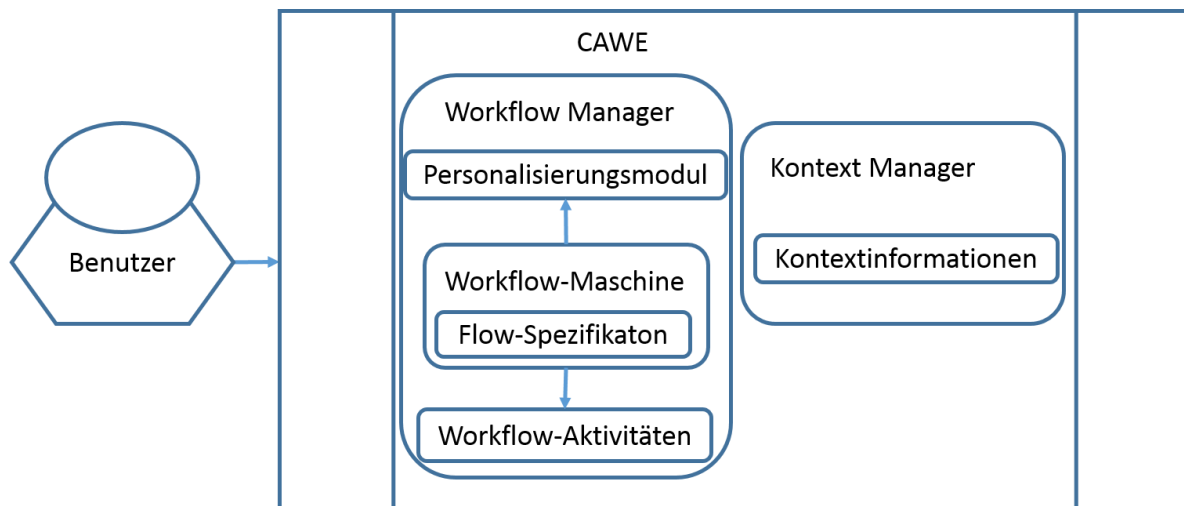 CAWE
Workflow Manager
Personalisierungsmodul
Kontext Manager
Benutzer
Kontextinformationen
Workflow-Maschine
Flow-Spezifikaton
Workflow-Aktivitäten